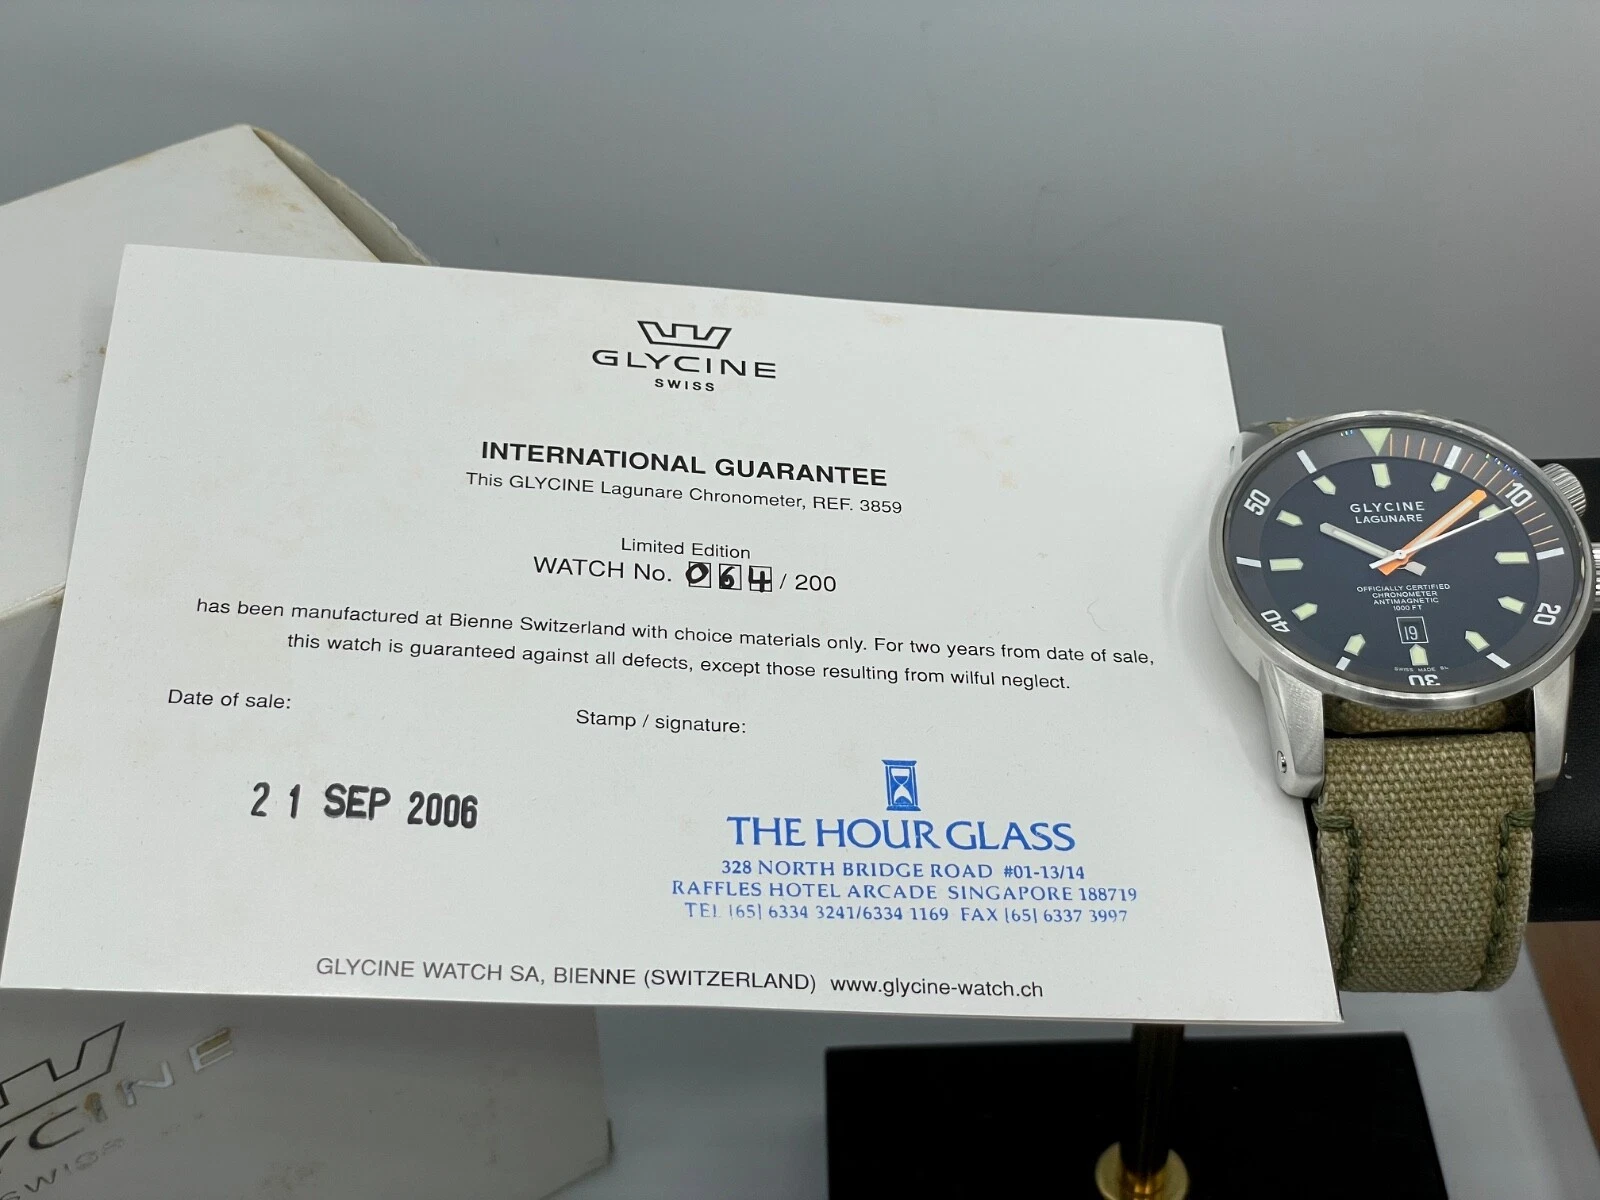 GLYCINE
SWISS
INTERNATIONAL GUARANTEE
This GLYCINE Lagunare Chronometer, REF. 3859
Limited Edition
WATCH No. 064 / 200
has been manufactured at Bienne Switzerland with choice materials only. For two years from date of sale,
this watch is guaranteed against all defects, except those resulting from wilful neglect.
Date of sale:
Stamp / signature:
21 SEP 2006
THE HOUR GLASS
328 NORTH BRIDGE ROAD #01-13/14
RAFFLES HOTEL ARCADE SINGAPORE 188719
TEL (65) 6334 3241/6334 1169 FAX (65) 6337 3997
GLYCINE WATCH SA, BIENNE (SWITZERLAND) www.glycine-watch.ch
GLYCINE
LAGUNARE
OFFICIALLY CERTIFIED
CHRONOMETER
ANTIMAGNETIC
1000 FT
19
SWISS MADE
10
20
30
40
50
YCINE
SWISS